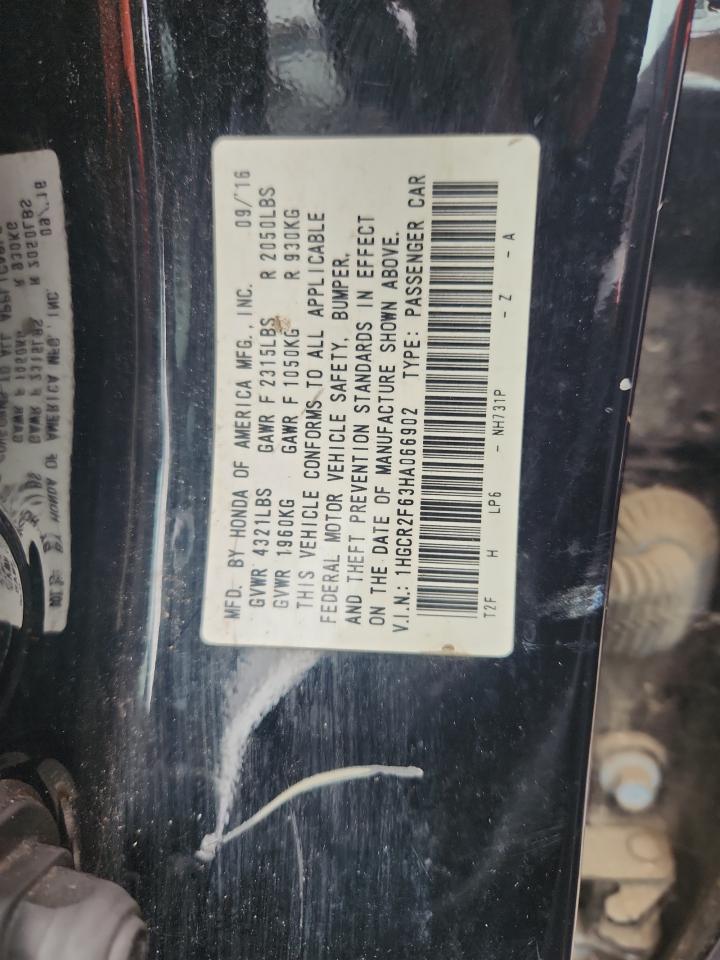 MFD. BY HONDA OF AMERICA MFG., INC. 09/'16
GVWR 4321LBS GAWR F 2315LBS R 2050LBS
GVWR 1960KG GAWR F 1050KG R 930KG
THIS VEHICLE CONFORMS TO ALL APPLICABLE
FEDERAL MOTOR VEHICLE SAFETY, BUMPER,
AND THEFT PREVENTION STANDARDS IN EFFECT
ON THE DATE OF MANUFACTURE SHOWN ABOVE.
V.I.N.: 1HGCR2F63HA066902 TYPE: PASSENGER CAR
T2F H LP6 - NH731P - Z - A